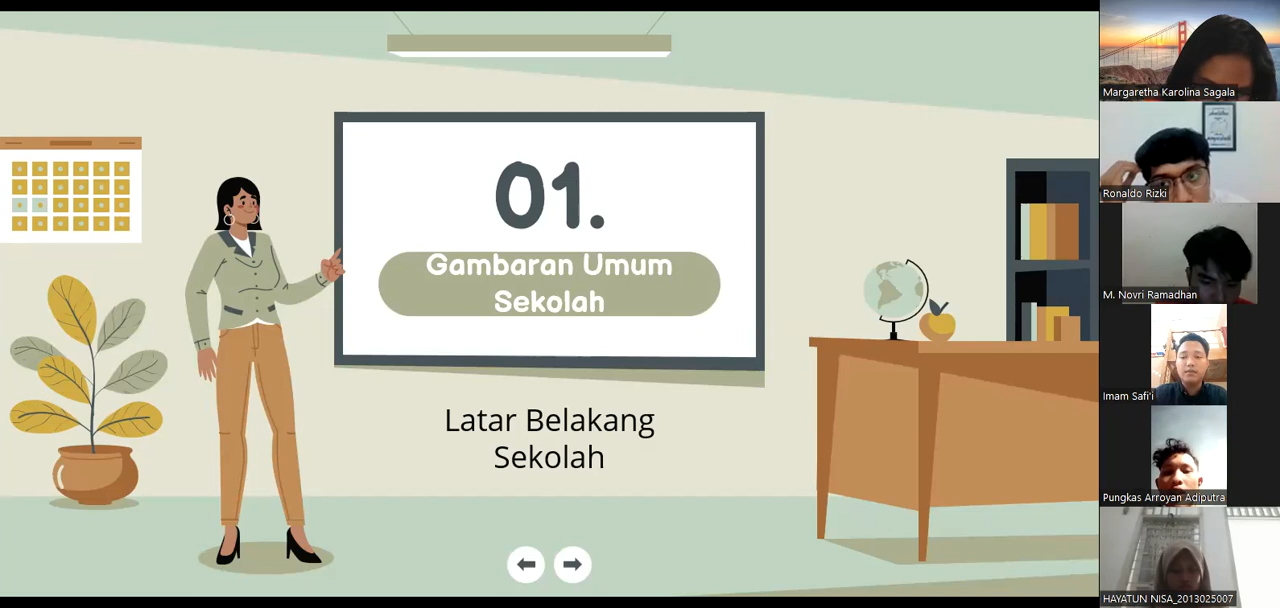 01.
Gambaran Umum
Sekolah
Latar Belakang
Sekolah
Margaretha Karolina Sagala
Ronaldo Rizki
M. Novri Ramadhan
Imam Safi'i
Pungkas Arroyan Adiputra
HAYATUN NISA_2013025007